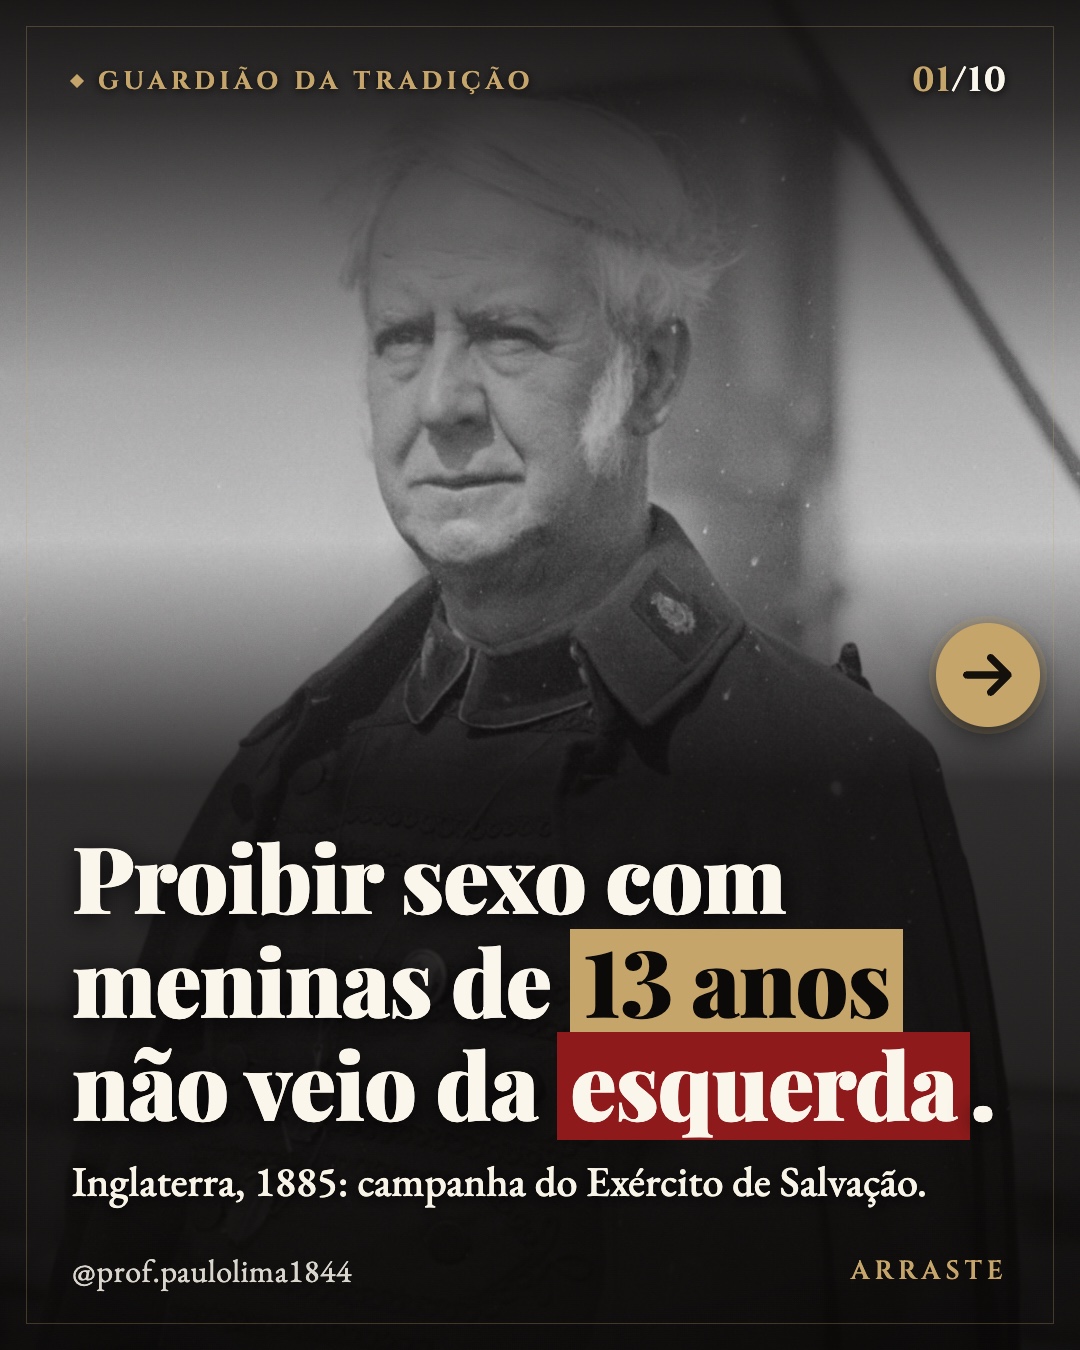 GUARDIÃO DA TRADIÇÃO
01/10
Proibir sexo com
meninas de 13 anos
não veio da esquerda.
Inglaterra, 1885: campanha do Exército de Salvação.
@prof.paulolima1844
ARRASTE